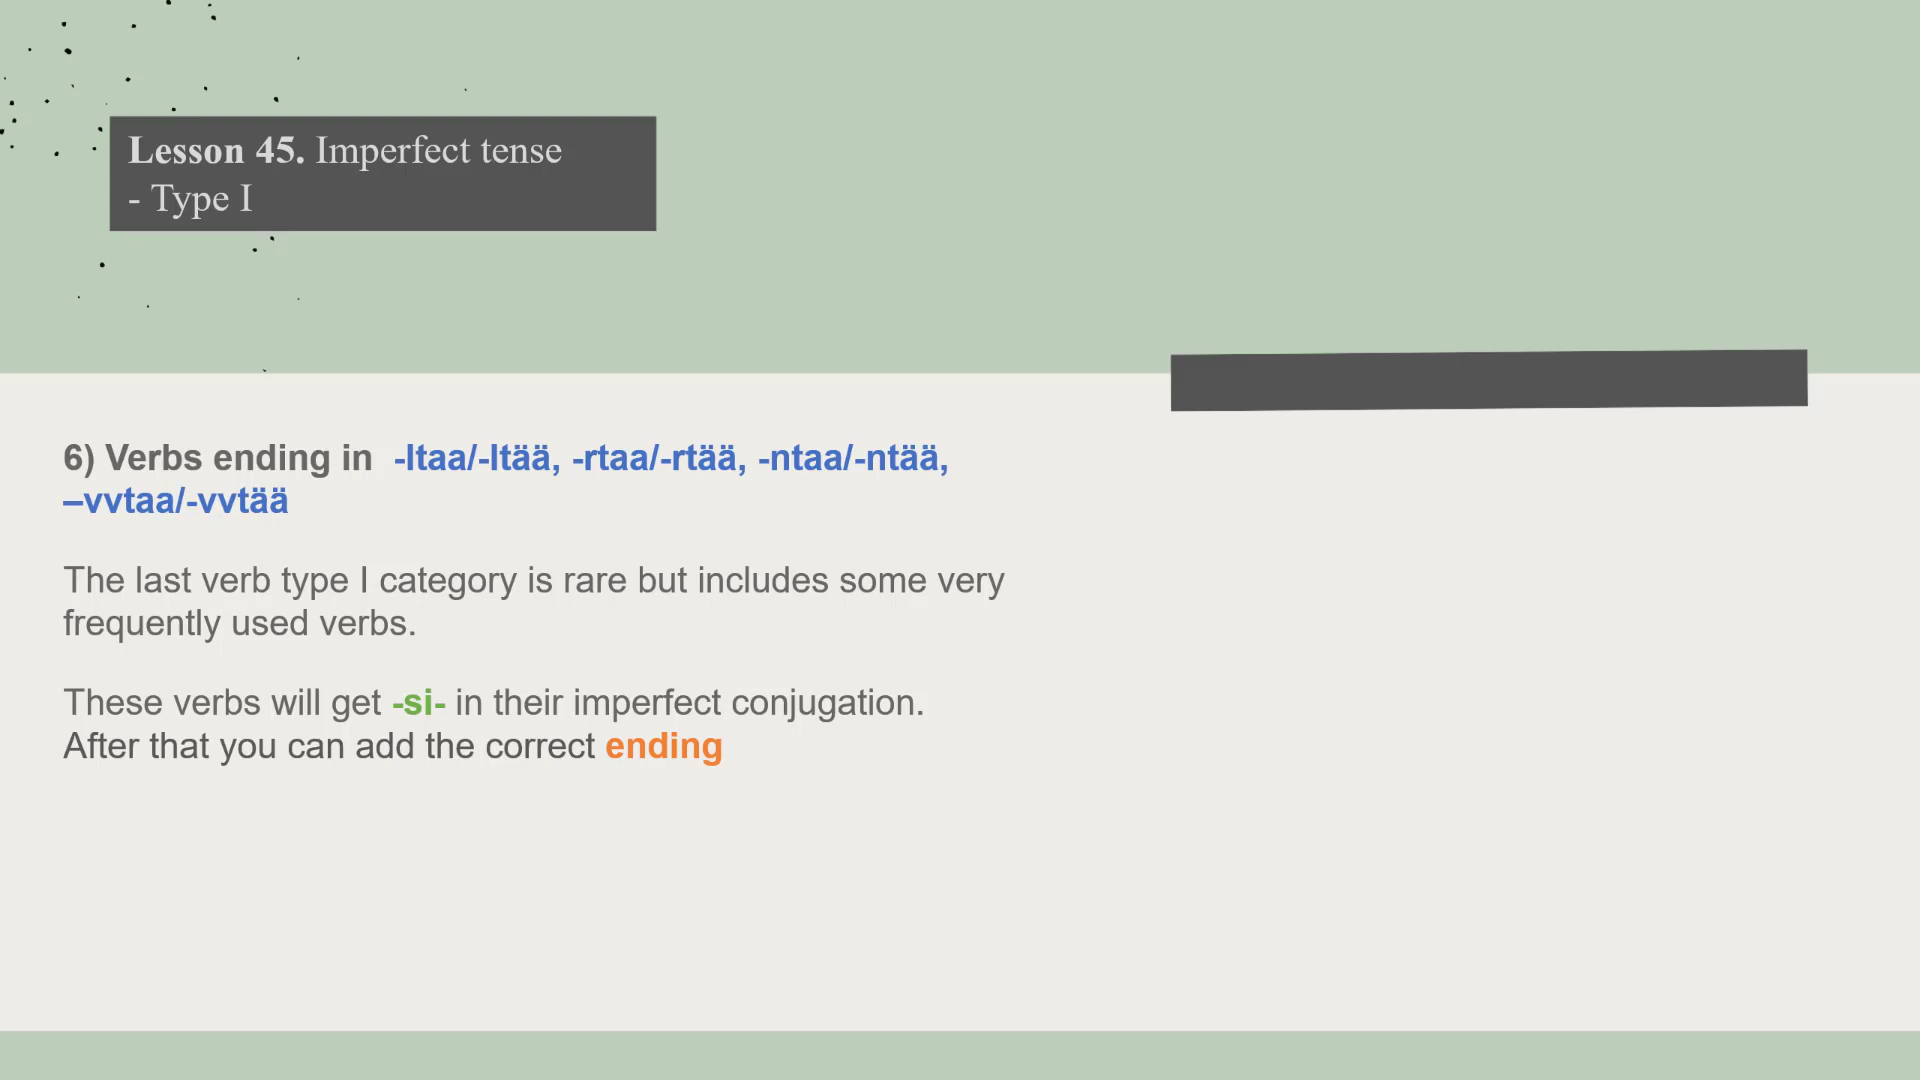 Lesson 45. Imperfect tense
- Type I
6) Verbs ending in -ltaa/-ltää, -rtaa/-rtää, -ntaa/-ntää,
–vvtaa/-vvtää
The last verb type I category is rare but includes some very
frequently used verbs.
These verbs will get -si- in their imperfect conjugation.
After that you can add the correct ending